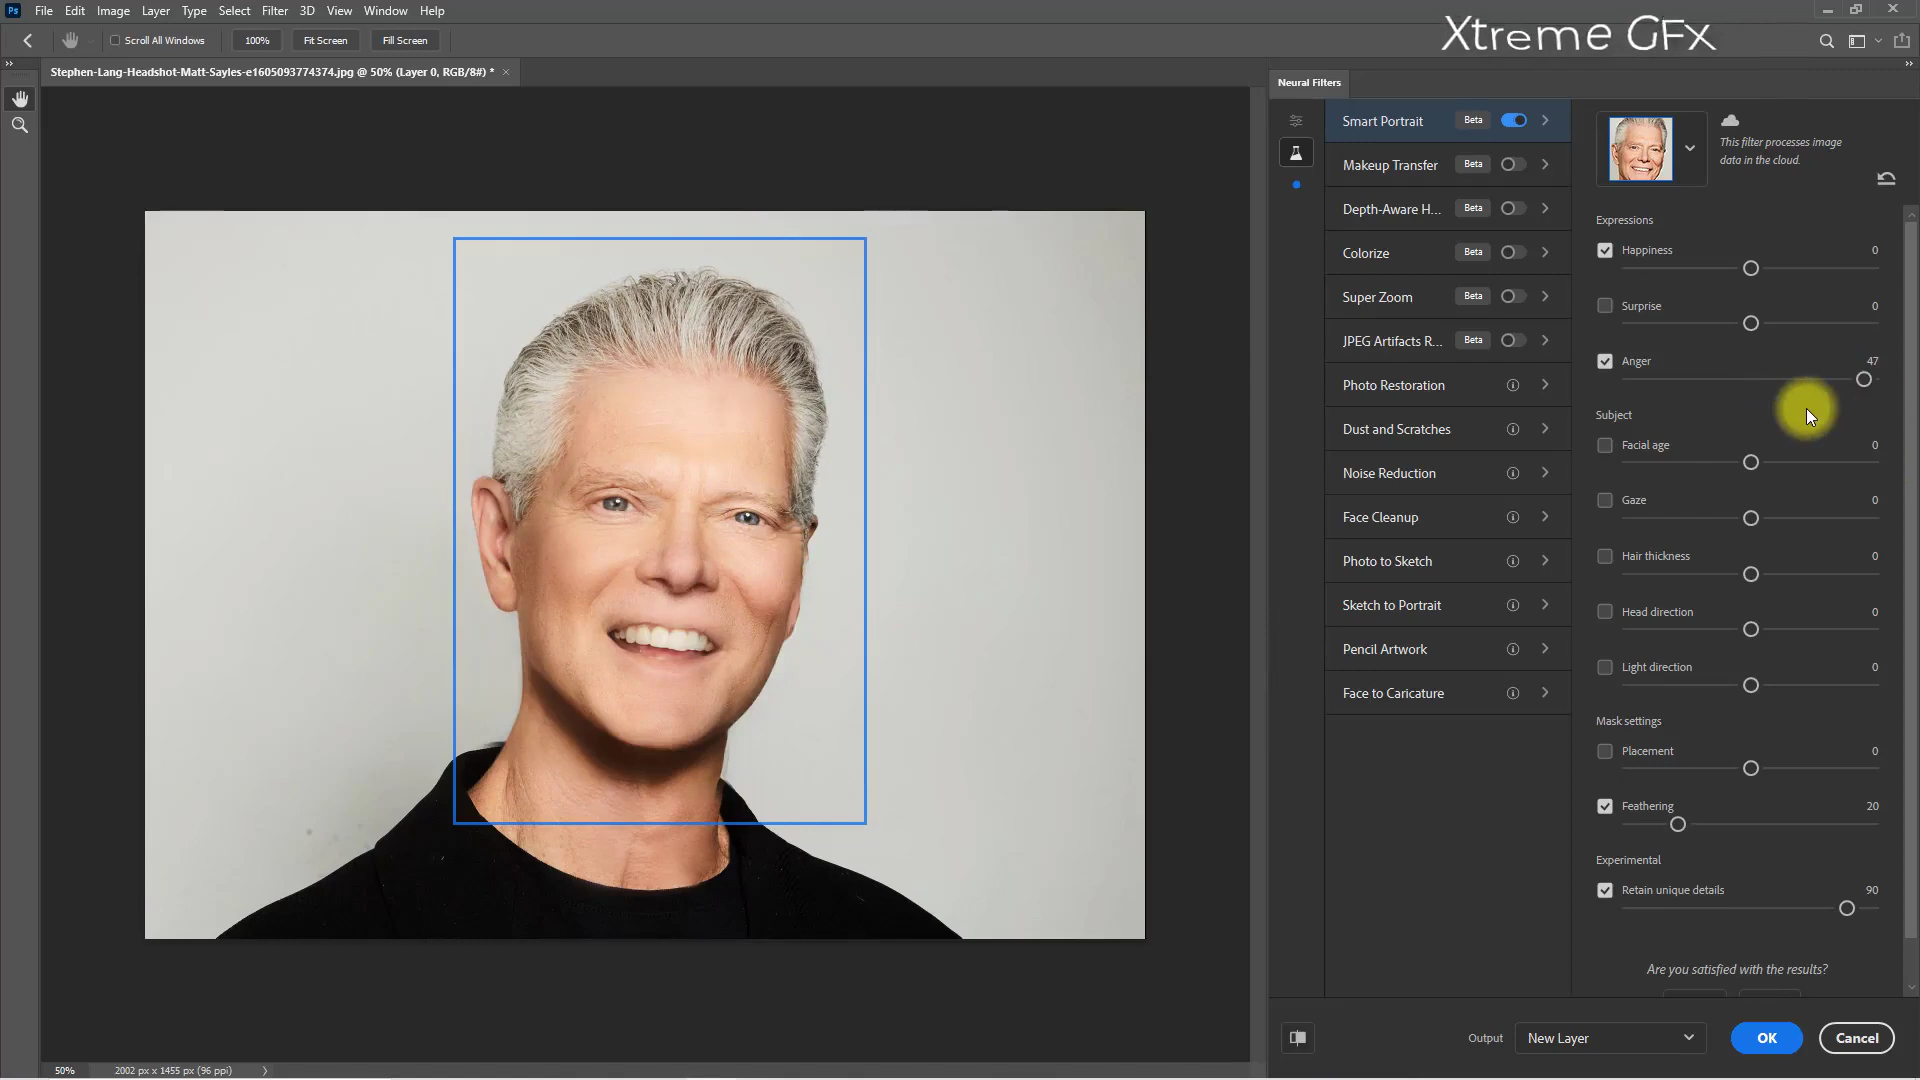 Ps File Edit Image Layer Type Select Filter 3D View Window Help
Xtreme GFx
Scroll All Windows 100% Fit Screen Fill Screen
Stephen-Lang-Headshot-Matt-Sayles-e1605093774374.jpg @ 50% (Layer 0, RGB/8#) *
Neural Filters
Smart Portrait Beta
Makeup Transfer Beta
Depth-Aware H... Beta
Colorize Beta
Super Zoom Beta
JPEG Artifacts R... Beta
Photo Restoration
Dust and Scratches
Noise Reduction
Face Cleanup
Photo to Sketch
Sketch to Portrait
Pencil Artwork
Face to Caricature
This filter processes image
data in the cloud.
Expressions
Happiness 0
Surprise 0
Anger 47
Subject
Facial age 0
Gaze 0
Hair thickness 0
Head direction 0
Light direction 0
Mask settings
Placement 0
Feathering 20
Experimental
Retain unique details 90
Are you satisfied with the results?
Output New Layer OK Cancel
50% 2002 px x 1455 px (96 ppi)